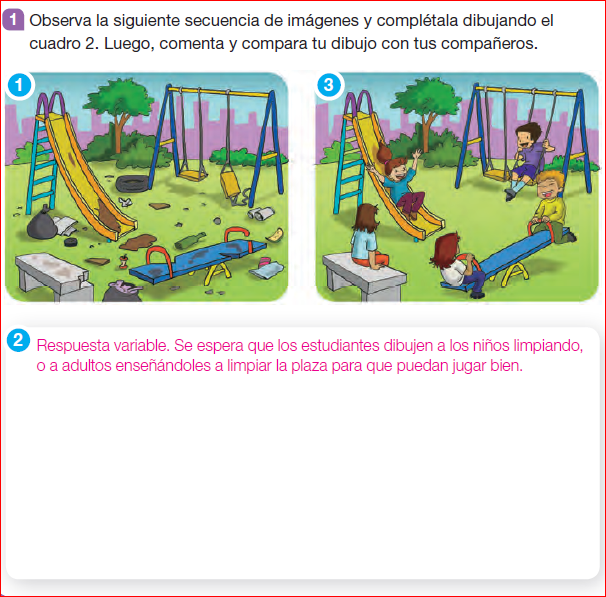 1 Observa la siguiente secuencia de imágenes y complétala dibujando el
cuadro 2. Luego, comenta y compara tu dibujo con tus compañeros.
1
3
2 Respuesta variable. Se espera que los estudiantes dibujen a los niños limpiando,
o a adultos enseñándoles a limpiar la plaza para que puedan jugar bien.